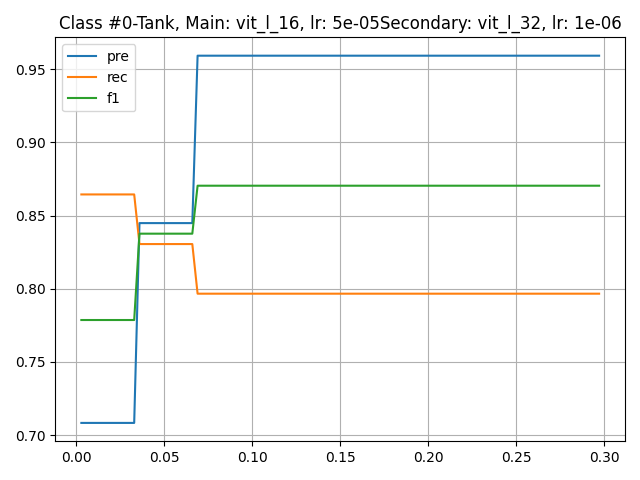 Class #0-Tank, Main: vit_l_16, lr: 5e-05Secondary: vit_l_32, lr: 1e-06
pre
rec
f1
0.95
0.90
0.85
0.80
0.75
0.70
0.00 0.05 0.10 0.15 0.20 0.25 0.30